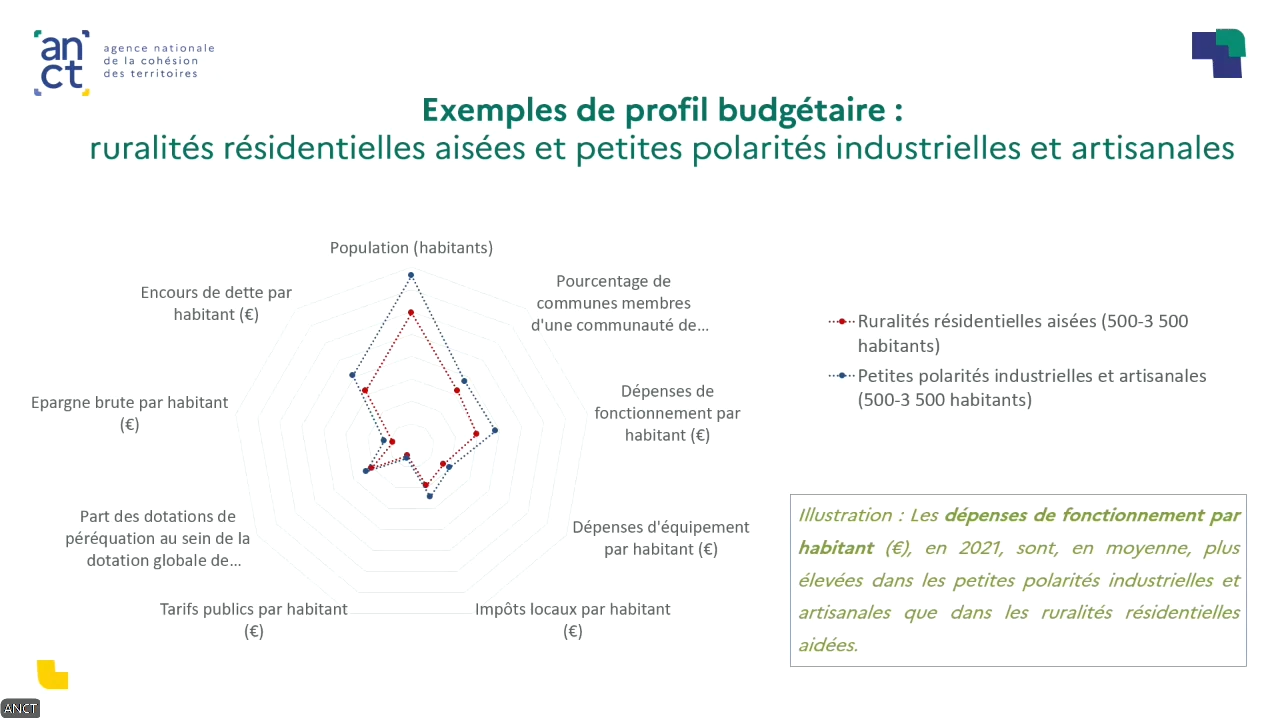 an
ct
agence nationale
de la cohésion
des territoires
Exemples de profil budgétaire :
ruralités résidentielles aisées et petites polarités industrielles et artisanales
Population (habitants)
Pourcentage de
communes membres
d'une communauté de...
Dépenses de
fonctionnement par
habitant (€)
Dépenses d'équipement
par habitant (€)
Impôts locaux par habitant
(€)
Tarifs publics par habitant
(€)
Part des dotations de
péréquation au sein de la
dotation globale de...
Epargne brute par habitant
(€)
Encours de dette par
habitant (€)
Ruralités résidentielles aisées (500-3 500
habitants)
Petites polarités industrielles et artisanales
(500-3 500 habitants)
Illustration : Les dépenses de fonctionnement par
habitant (€), en 2021, sont, en moyenne, plus
élevées dans les petites polarités industrielles et
artisanales que dans les ruralités résidentielles
aidées.
ANCT